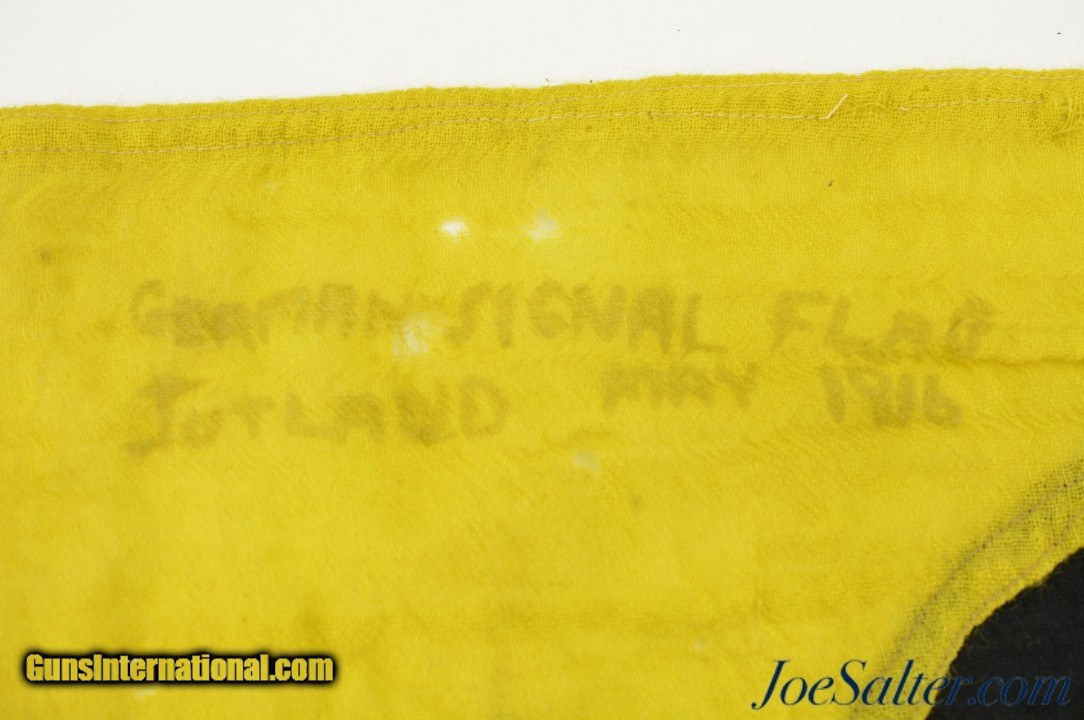 GERMAN SIGNAL FLAG
JUTLAND MAY 1916
GunsInternational.com
JoeSalter.com